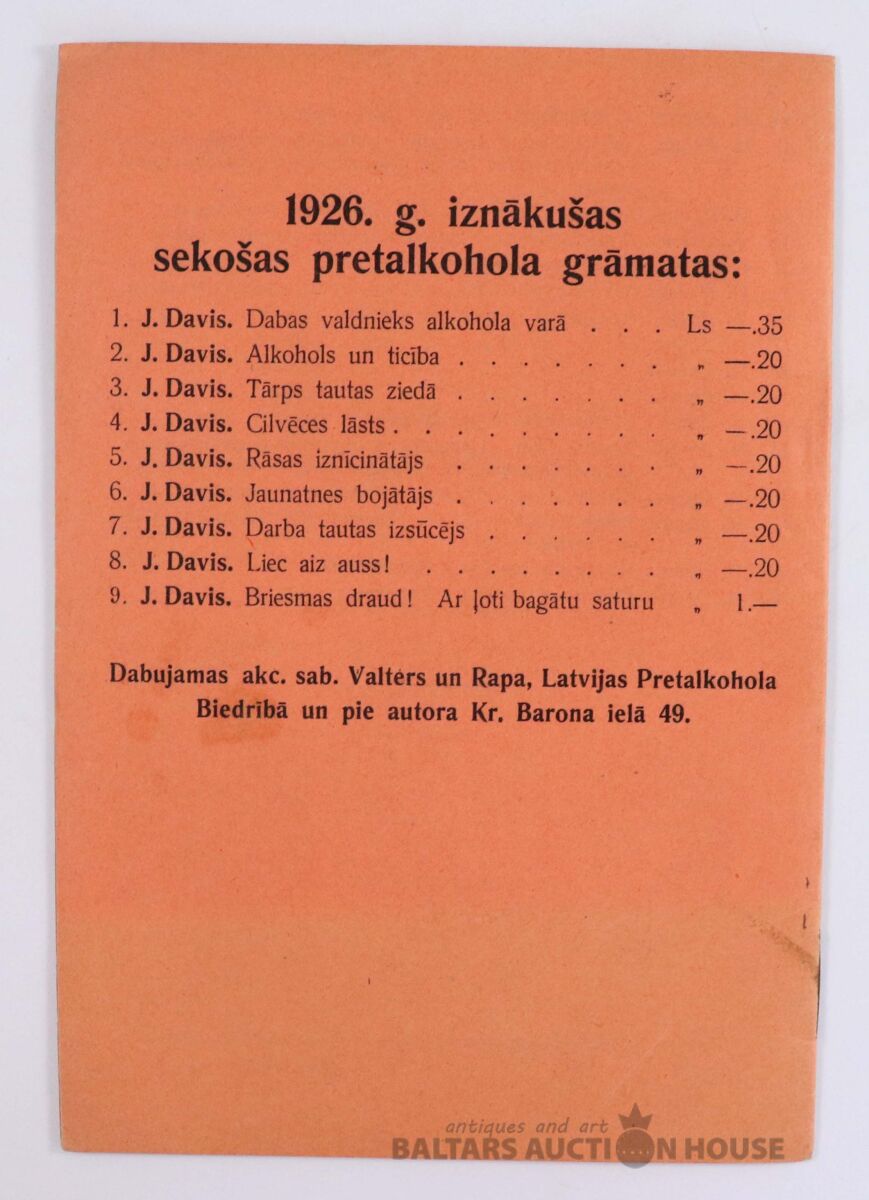 1926. g. iznākušas
sekošas pretalkohola grāmatas:
1. J. Davis. Dabas valdnieks alkohola varā . . . Ls —.35
2. J. Davis. Alkohols un ticība . . . . . . . „ —.20
3. J. Davis. Tārps tautas ziedā . . . . . . . „ —.20
4. J. Davis. Cilvēces lāsts . . . . . . . . . „ —.20
5. J. Davis. Rāsas iznīcinātājs . . . . . . . „ —.20
6. J. Davis. Jaunatnes bojātājs . . . . . . . „ —.20
7. J. Davis. Darba tautas izsūcējs . . . . . . „ —.20
8. J. Davis. Liec aiz auss! . . . . . . . . „ —.20
9. J. Davis. Briesmas draud! Ar ļoti bagātu saturu „ 1.—
Dabujamas akc. sab. Valters un Rapa, Latvijas Pretalkohola
Biedrībā un pie autora Kr. Barona ielā 49.
antiques and art
BALTARS AUCTION HOUSE